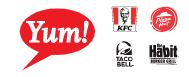 Yum!
KFC
Pizza
Hut
TACO
BELL
THE
Habit
BURGER GRILL